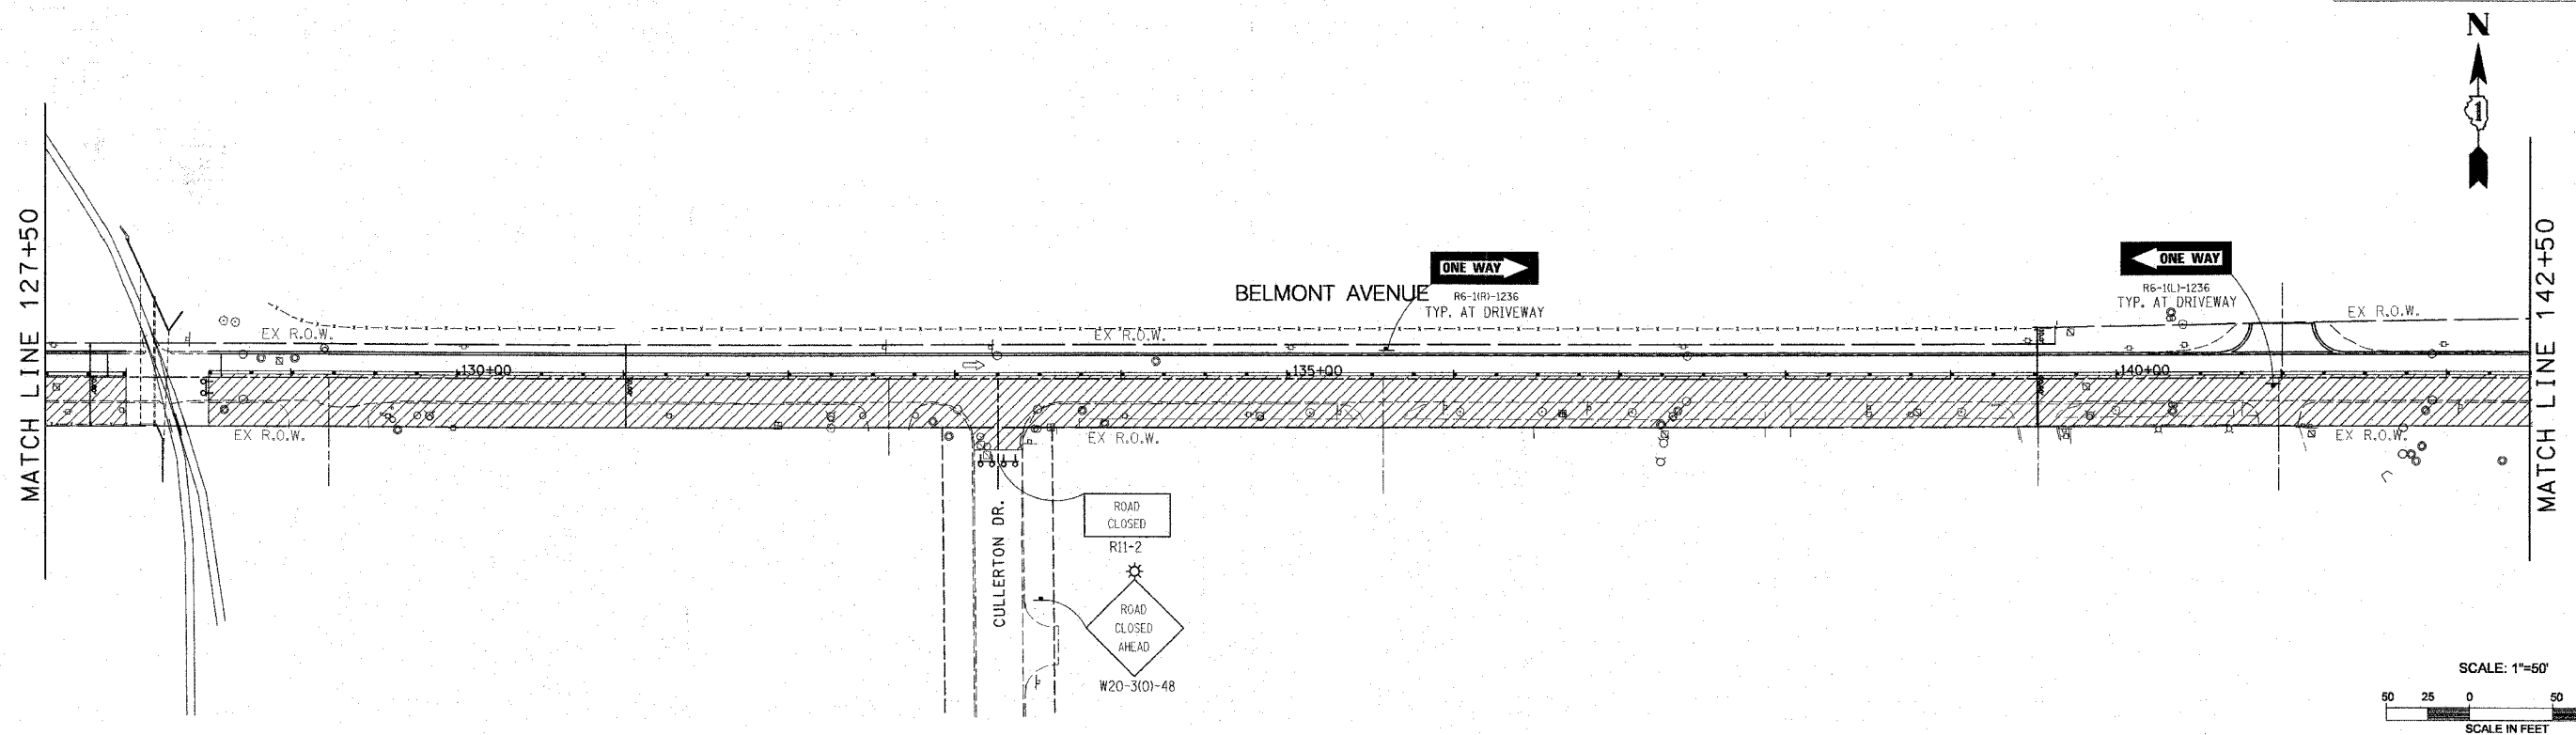 N
1
MATCH LINE 127+50
MATCH LINE 142+50
BELMONT AVENUE
ONE WAY
R6-1(R)-1236
TYP. AT DRIVEWAY
ONE WAY
R6-1(L)-1236
TYP. AT DRIVEWAY
EX R.O.W.
EX R.O.W.
EX R.O.W.
130+00
135+00
140+00
EX R.O.W.
EX R.O.W.
EX R.O.W.
CULLERTON DR.
ROAD
CLOSED
R11-2
ROAD
CLOSED
AHEAD
W20-3(O)-48
SCALE: 1"=50'
50 25 0 50
SCALE IN FEET